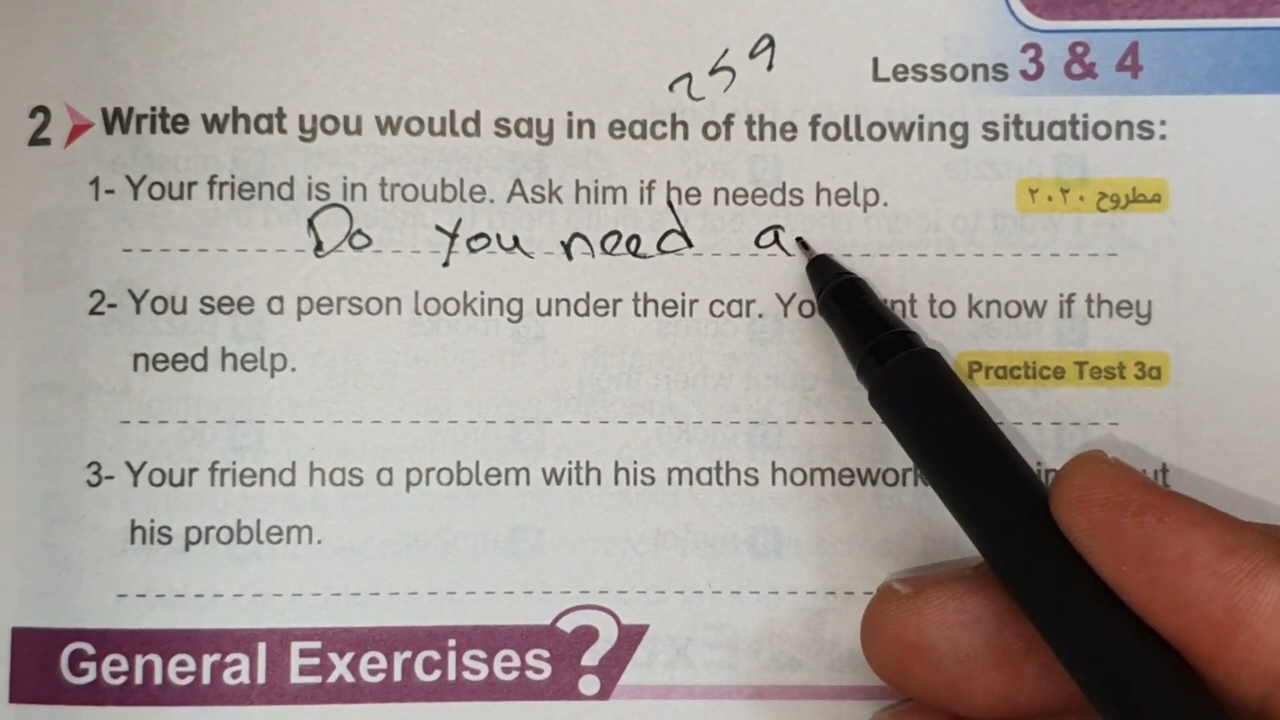 259
Lessons 3 & 4
2 Write what you would say in each of the following situations:
1- Your friend is in trouble. Ask him if he needs help. مطروح ٢٠٢٠
Do you need a
2- You see a person looking under their car. to know if they
need help. Practice Test 3a
3- Your friend has a problem with his maths homework
his problem.
General Exercises ?